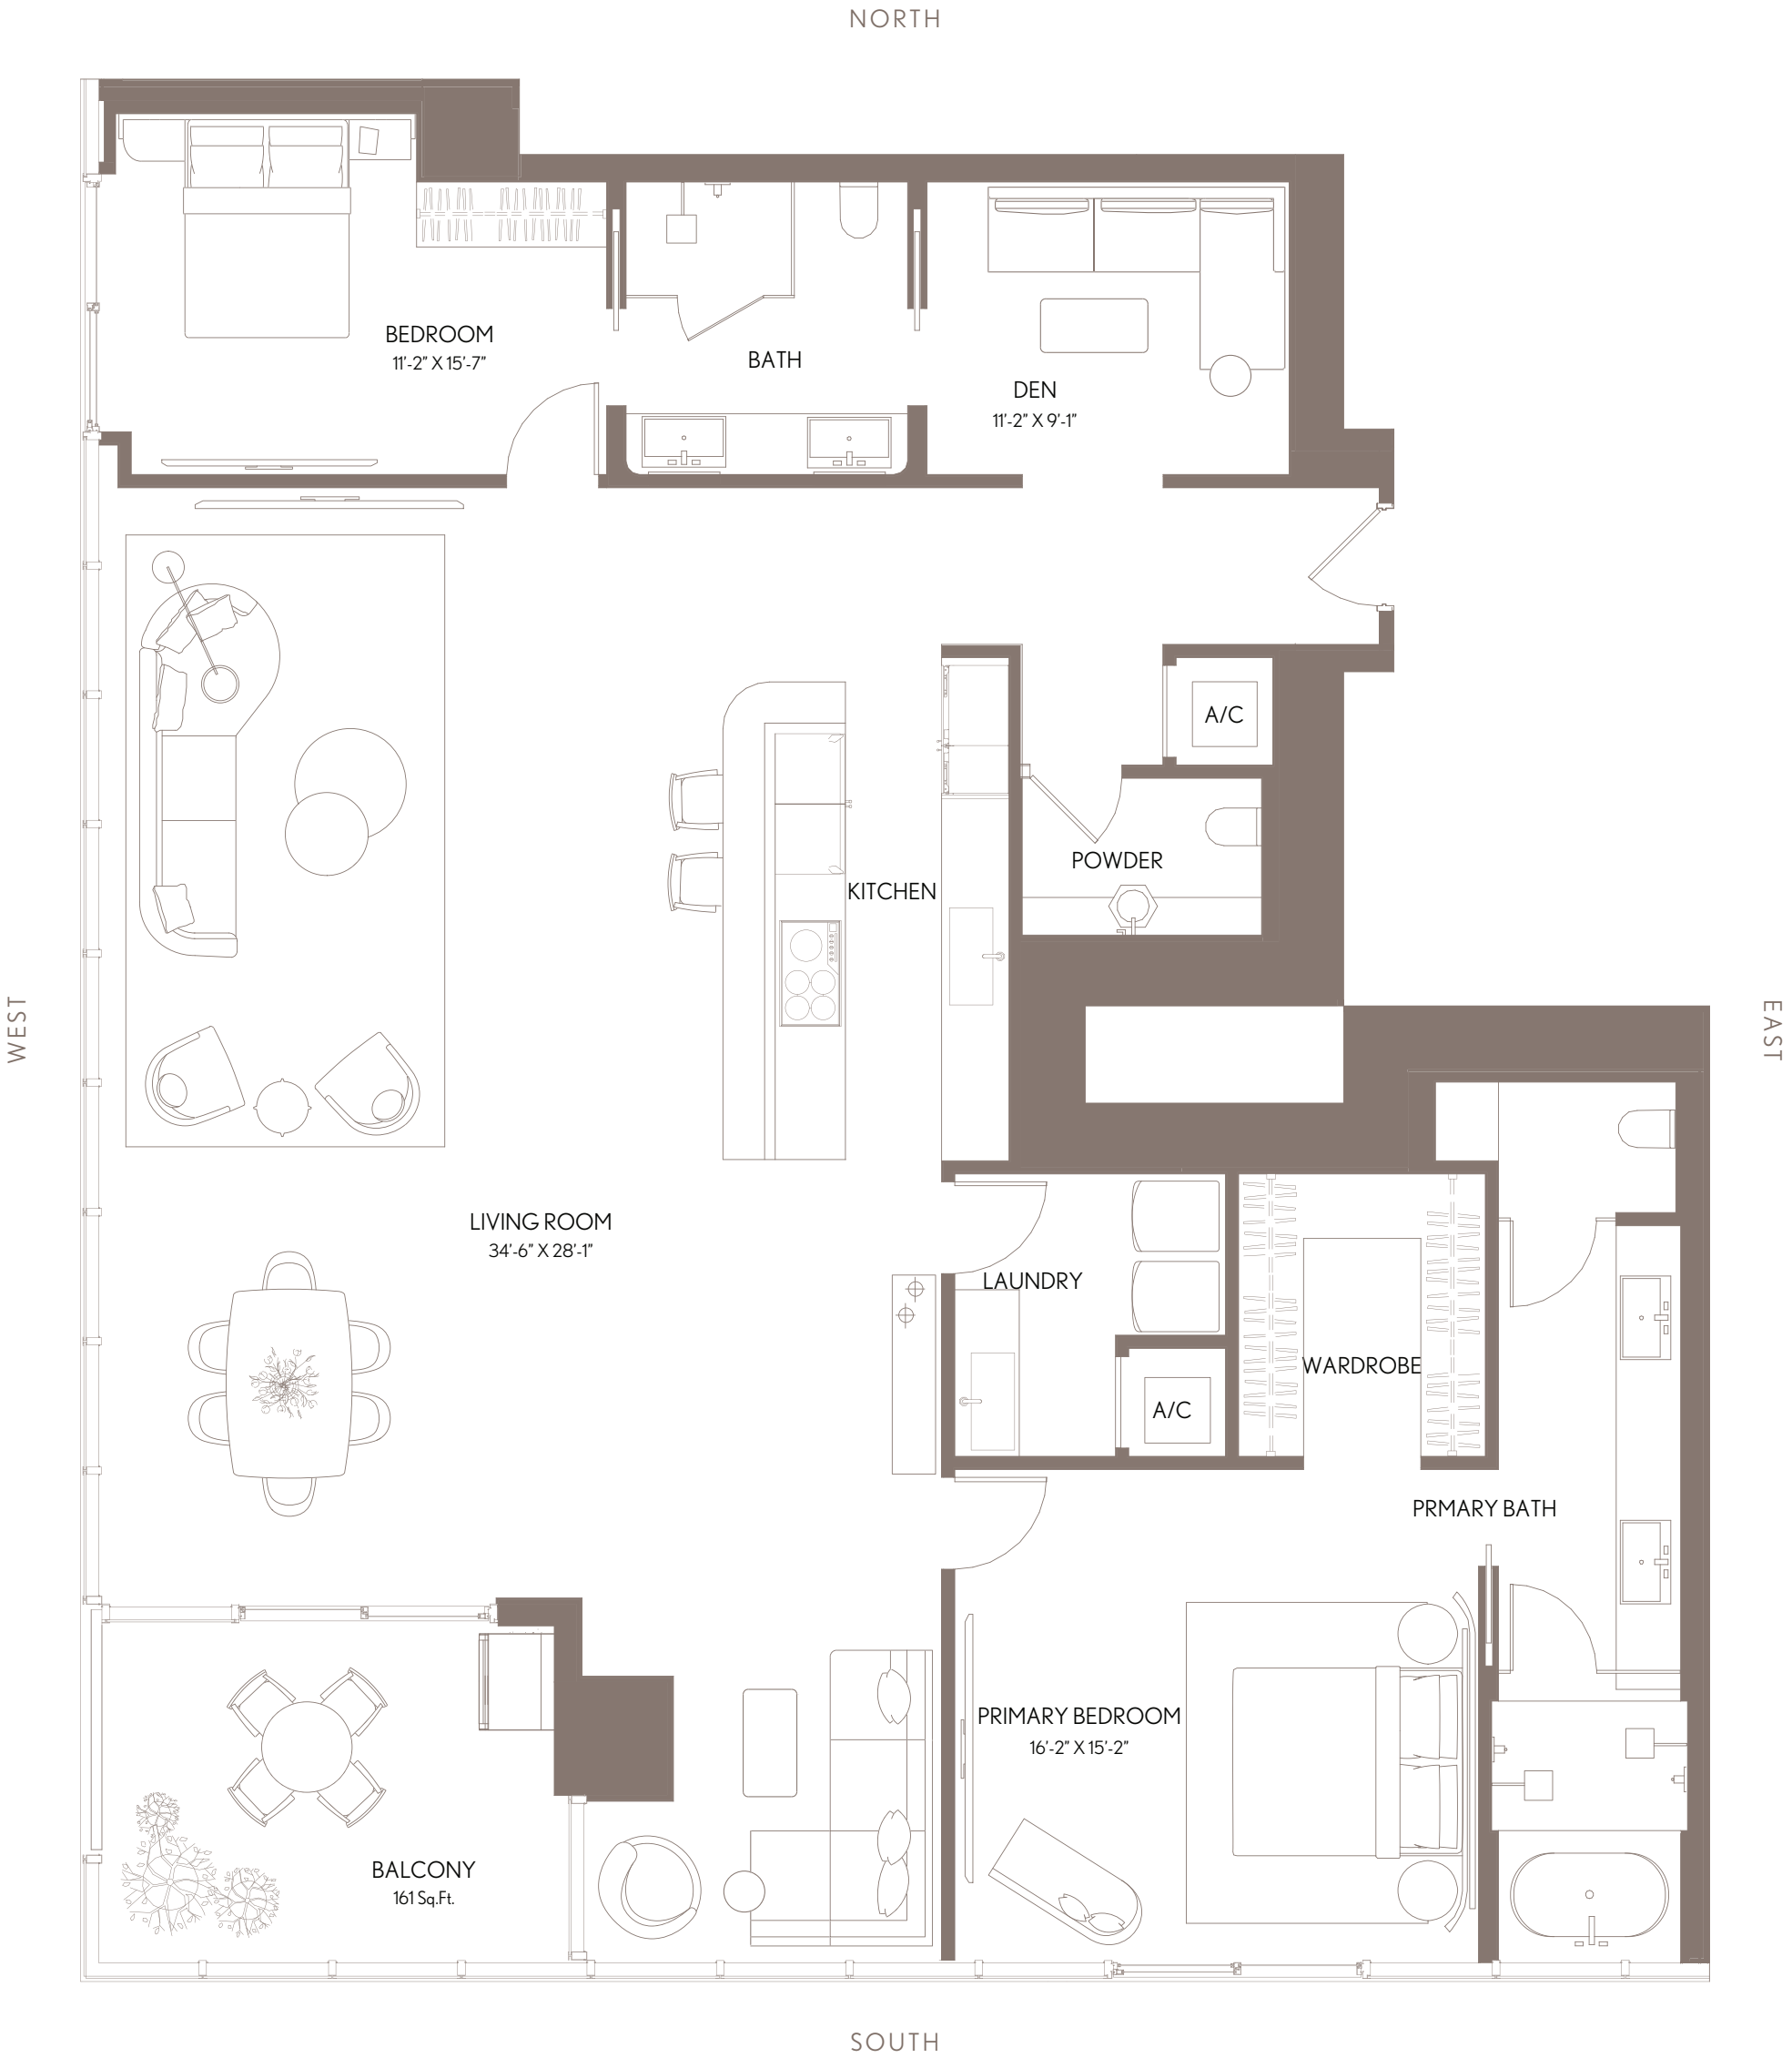 NORTH
BEDROOM
11'-2" X 15'-7"
BATH
DEN
11'-2" X 9'-1"
A/C
POWDER
KITCHEN
WEST
EAST
LIVING ROOM
34'-6" X 28'-1"
LAUNDRY
WARDROBE
A/C
PRMARY BATH
PRIMARY BEDROOM
16'-2" X 15'-2"
BALCONY
161 Sq.Ft.
SOUTH